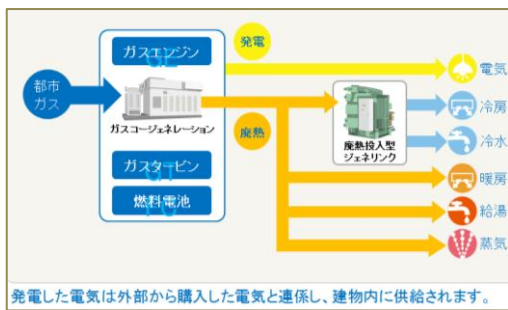 都市
ガス
ガスエンジン
GE
ガスコージェネレーション
ガスタービン
GT
燃料電池
FC
発電
廃熱
廃熱投入型
ジェネリンク
電気
冷房
冷水
暖房
給湯
蒸気
発電した電気は外部から購入した電気と連係し、建物内に供給されます。